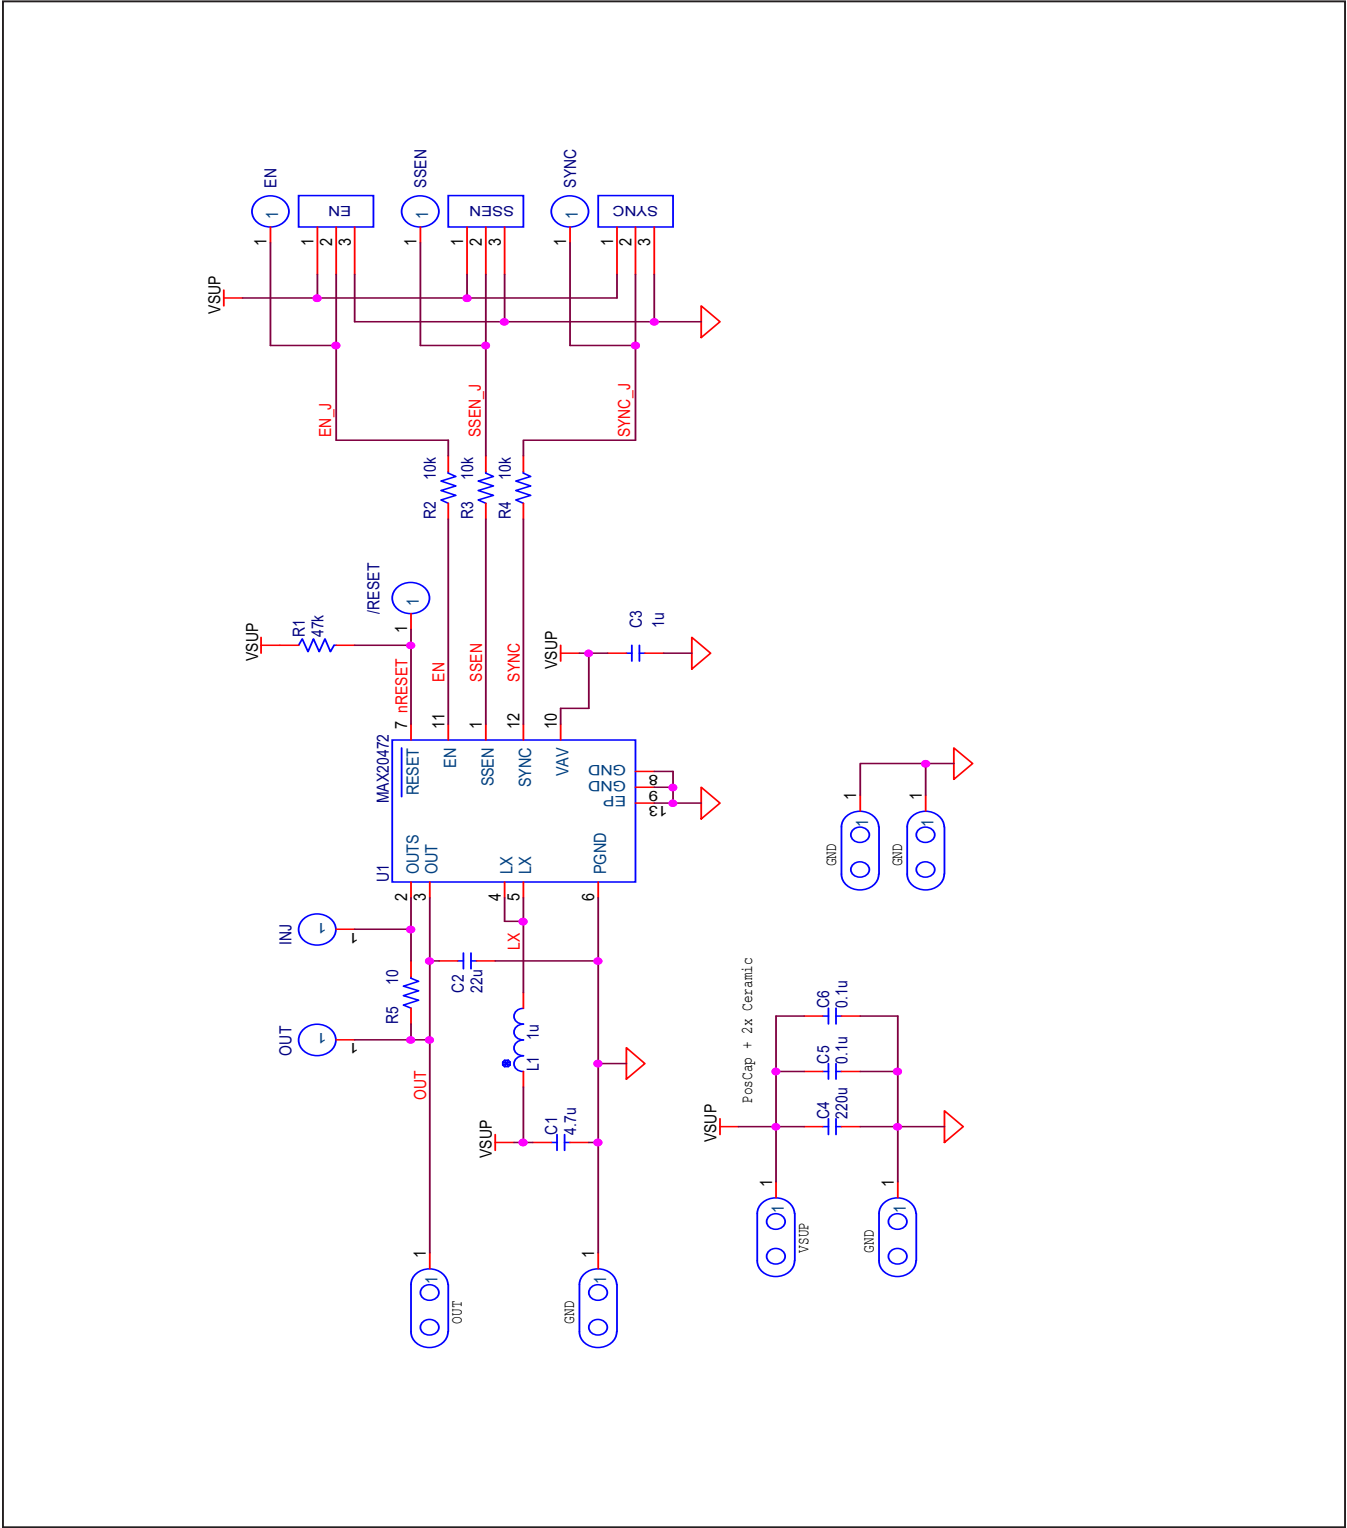 EN
1
1
EN
1
2
3
SSEN
1
1
SSEN
1
2
3
SYNC
1
1
SYNC
1
2
3
VSUP
EN_J
SSEN_J
SYNC_J
R2
10k
R3
10k
R4
10k
/RESET
1
1
VSUP
R1
47k
nRESET
EN
SSEN
SYNC
VSUP
C3
1u
7
11
1
12
10
MAX20472
RESET
EN
SSEN
SYNC
VAV
GND
8
GND
9
EP
13
U1
OUTS
OUT
LX
LX
PGND
2
3
4
5
6
INJ
1
1
OUT
1
1
R5
10
C2
22u
LX
L1
1u
OUT
VSUP
C1
4.7u
1
1
OUT
1
1
GND
1
1
GND
1
1
GND
PosCap + 2x Ceramic
VSUP
C4
220u
C5
0.1u
C6
0.1u
1
1
VSUP
1
1
GND